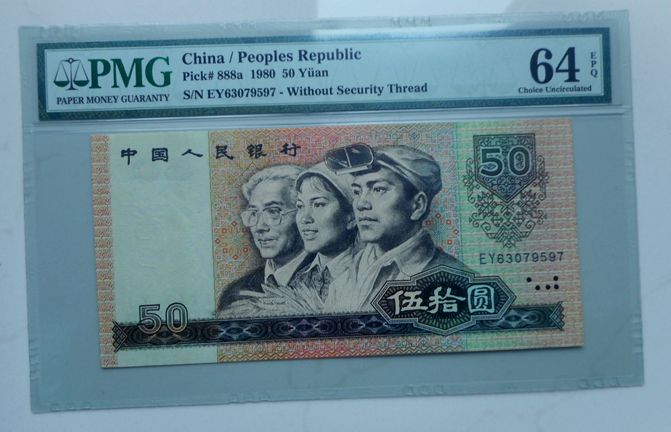 PMG
PAPER MONEY GUARANTY
China / Peoples Republic
Pick# 888a 1980 50 Yüan
S/N EY63079597 - Without Security Thread
64
EPQ
Choice Uncirculated
中国人民银行
50
EY63079597
50
伍拾圆